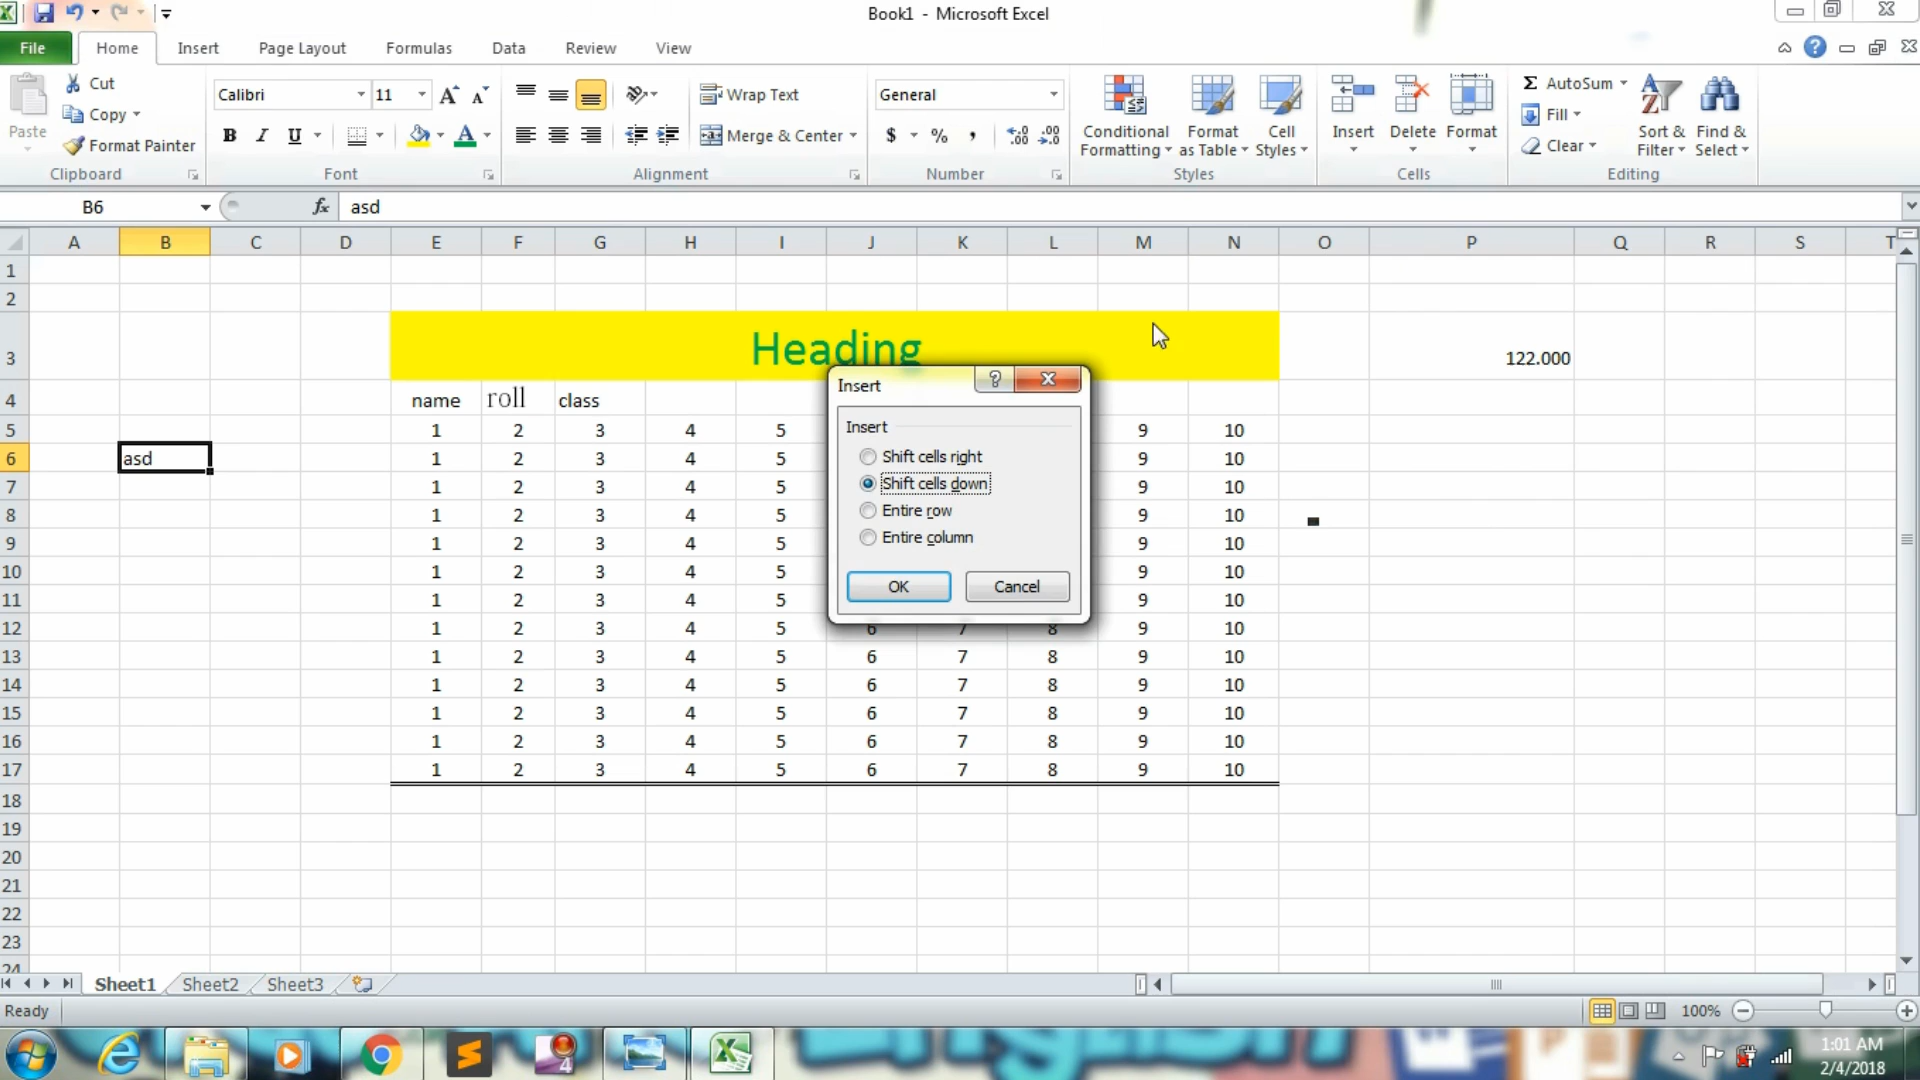 Book1 - Microsoft Excel
File Home Insert Page Layout Formulas Data Review View
Paste
Cut
Copy
Format Painter
Clipboard
Calibri 11
B I U
Font
Wrap Text
Merge & Center
Alignment
General
$ % ,
Number
Conditional Formatting
Format as Table
Cell Styles
Styles
Insert Delete Format
Cells
AutoSum
Fill
Clear
Sort & Filter
Find & Select
Editing
B6 fx asd
A B C D E F G H I J K L M N O P Q R S T
1
2
3 Heading 122.000
4 name roll class
5 1 2 3 4 5 9 10
6 asd 1 2 3 4 5 9 10
7 1 2 3 4 5 9 10
8 1 2 3 4 5 9 10
9 1 2 3 4 5 9 10
10 1 2 3 4 5 9 10
11 1 2 3 4 5 9 10
12 1 2 3 4 5 6 7 8 9 10
13 1 2 3 4 5 6 7 8 9 10
14 1 2 3 4 5 6 7 8 9 10
15 1 2 3 4 5 6 7 8 9 10
16 1 2 3 4 5 6 7 8 9 10
17 1 2 3 4 5 6 7 8 9 10
18
19
20
21
22
23
24
Insert
Insert
Shift cells right
Shift cells down
Entire row
Entire column
OK Cancel
Sheet1 Sheet2 Sheet3
Ready 100%
1:01 AM
2/4/2018